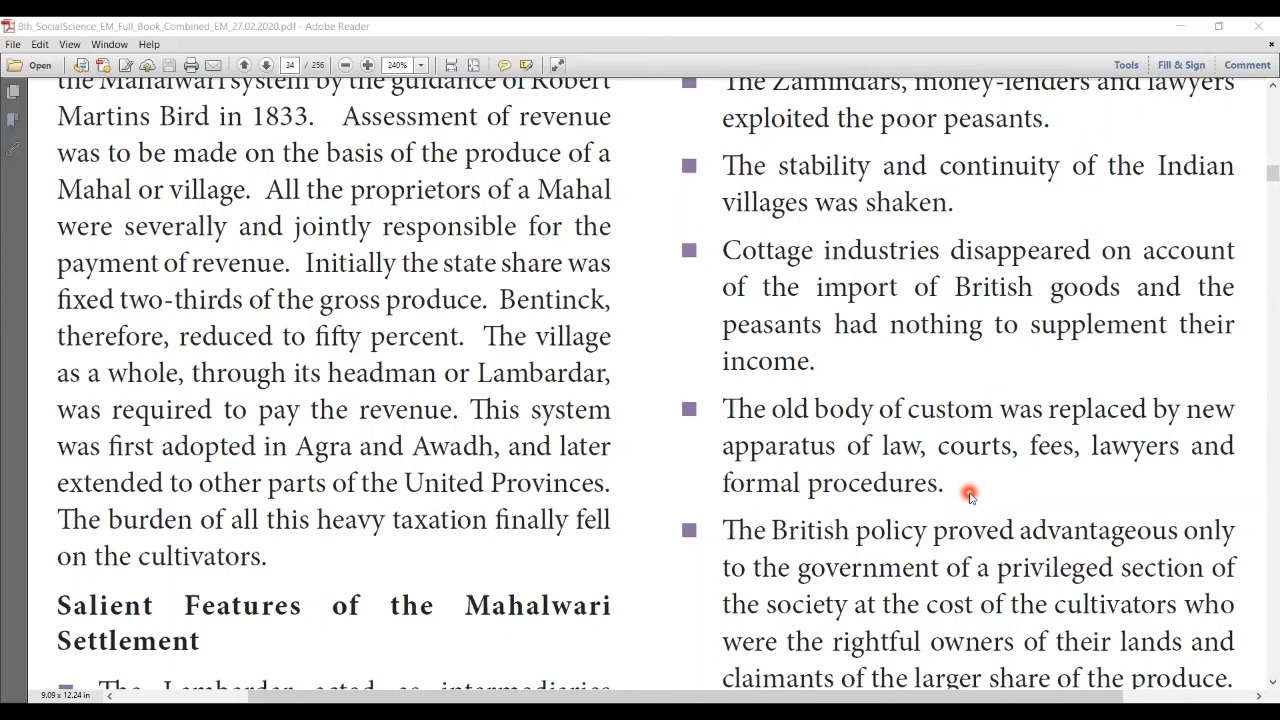 8th_SocialScience_EM_Full_Book_Combined_EM_27.02.2020.pdf - Adobe Reader
File Edit View Window Help
Open 34 / 256 240% Tools Fill & Sign Comment
the Mahalwari system by the guidance of Robert
Martins Bird in 1833. Assessment of revenue
was to be made on the basis of the produce of a
Mahal or village. All the proprietors of a Mahal
were severally and jointly responsible for the
payment of revenue. Initially the state share was
fixed two-thirds of the gross produce. Bentinck,
therefore, reduced to fifty percent. The village
as a whole, through its headman or Lambardar,
was required to pay the revenue. This system
was first adopted in Agra and Awadh, and later
extended to other parts of the United Provinces.
The burden of all this heavy taxation finally fell
on the cultivators.
Salient Features of the Mahalwari
Settlement
The Lambardar acted as intermediaries
The Zamindars, money-lenders and lawyers
exploited the poor peasants.
The stability and continuity of the Indian
villages was shaken.
Cottage industries disappeared on account
of the import of British goods and the
peasants had nothing to supplement their
income.
The old body of custom was replaced by new
apparatus of law, courts, fees, lawyers and
formal procedures.
The British policy proved advantageous only
to the government of a privileged section of
the society at the cost of the cultivators who
were the rightful owners of their lands and
claimants of the larger share of the produce.
9.09 x 12.24 in